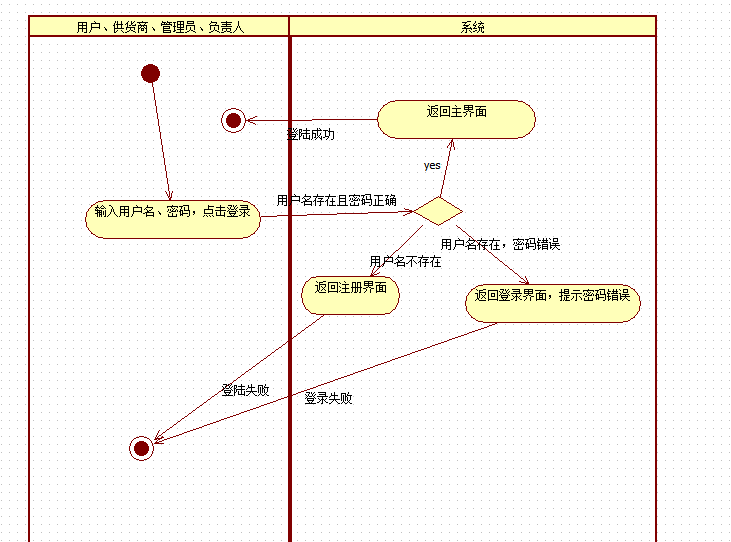 用户、供货商、管理员、负责人
系统
返回主界面
登陆成功
yes
用户名存在且密码正确
输入用户名、密码，点击登录
用户名存在，密码错误
用户名不存在
返回注册界面
返回登录界面，提示密码错误
登陆失败
登录失败